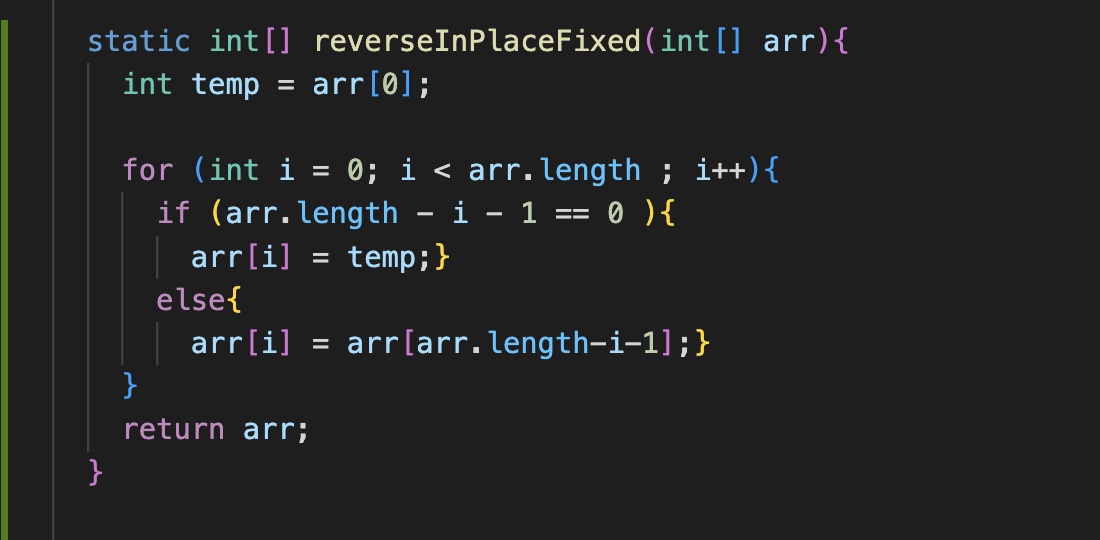 static int[] reverseInPlaceFixed(int[] arr){
int temp = arr[0];
for (int i = 0; i < arr.length ; i++){
if (arr.length - i - 1 == 0 ){
arr[i] = temp;}
else{
arr[i] = arr[arr.length-i-1];}
}
return arr;
}